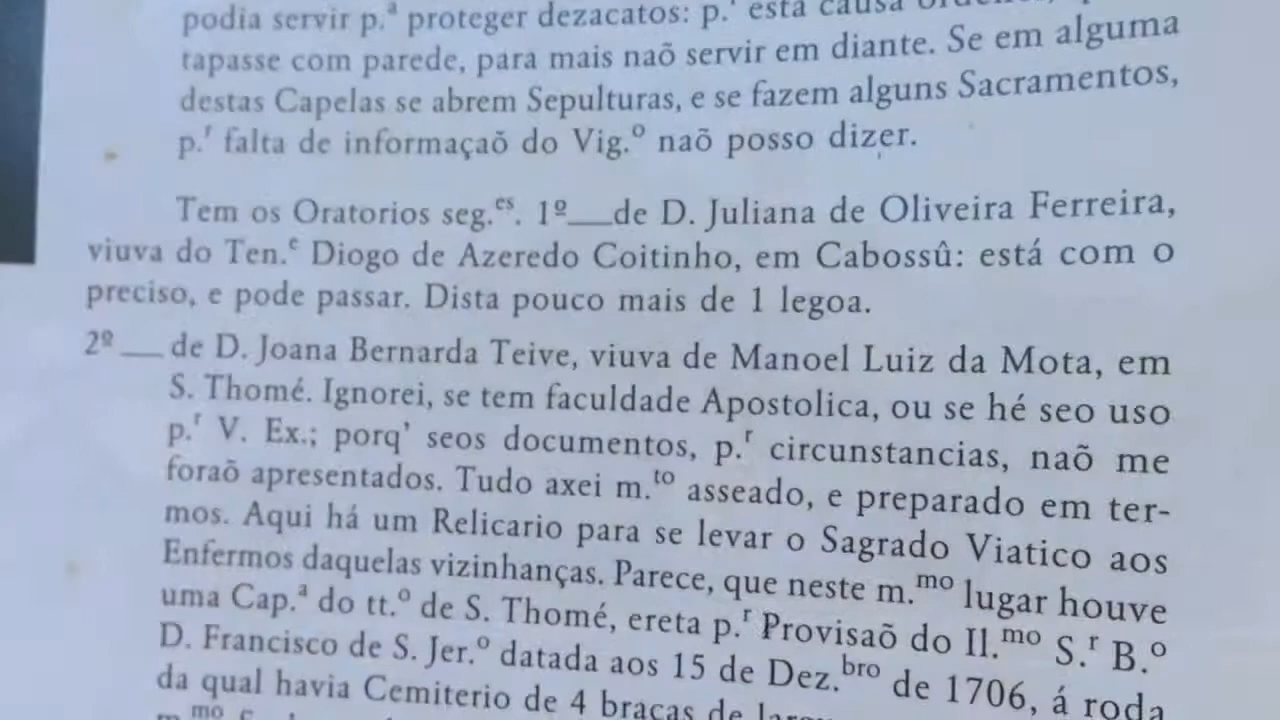 podia servir p.ª proteger dezacatos: p.ʳ esta causa
tapasse com parede, para mais naõ servir em diante. Se em alguma
destas Capelas se abrem Sepulturas, e se fazem alguns Sacramentos,
p.ʳ falta de informaçaõ do Vig.º naõ posso dizer.
Tem os Oratorios seg.ᵉˢ. 1º__de D. Juliana de Oliveira Ferreira,
viuva do Ten.ᵉ Diogo de Azeredo Coitinho, em Cabossû: está com o
preciso, e pode passar. Dista pouco mais de 1 legoa.
2º __ de D. Joana Bernarda Teive, viuva de Manoel Luiz da Mota, em
S. Thomé. Ignorei, se tem faculdade Apostolica, ou se hé seo uso
p.ʳ V. Ex.; porq' seos documentos, p.ʳ circunstancias, naõ me
foraõ apresentados. Tudo axei m.ᵗᵒ asseado, e preparado em ter-
mos. Aqui há um Relicario para se levar o Sagrado Viatico aos
Enfermos daquelas vizinhanças. Parece, que neste m.ᵐᵒ lugar houve
uma Cap.ª do tt.º de S. Thomé, ereta p.ʳ Provisaõ do Il.ᵐᵒ S.ʳ B.º
D. Francisco de S. Jer.º datada aos 15 de Dez.ᵇʳᵒ de 1706, á roda
da qual havia Cemiterio de 4 braças de